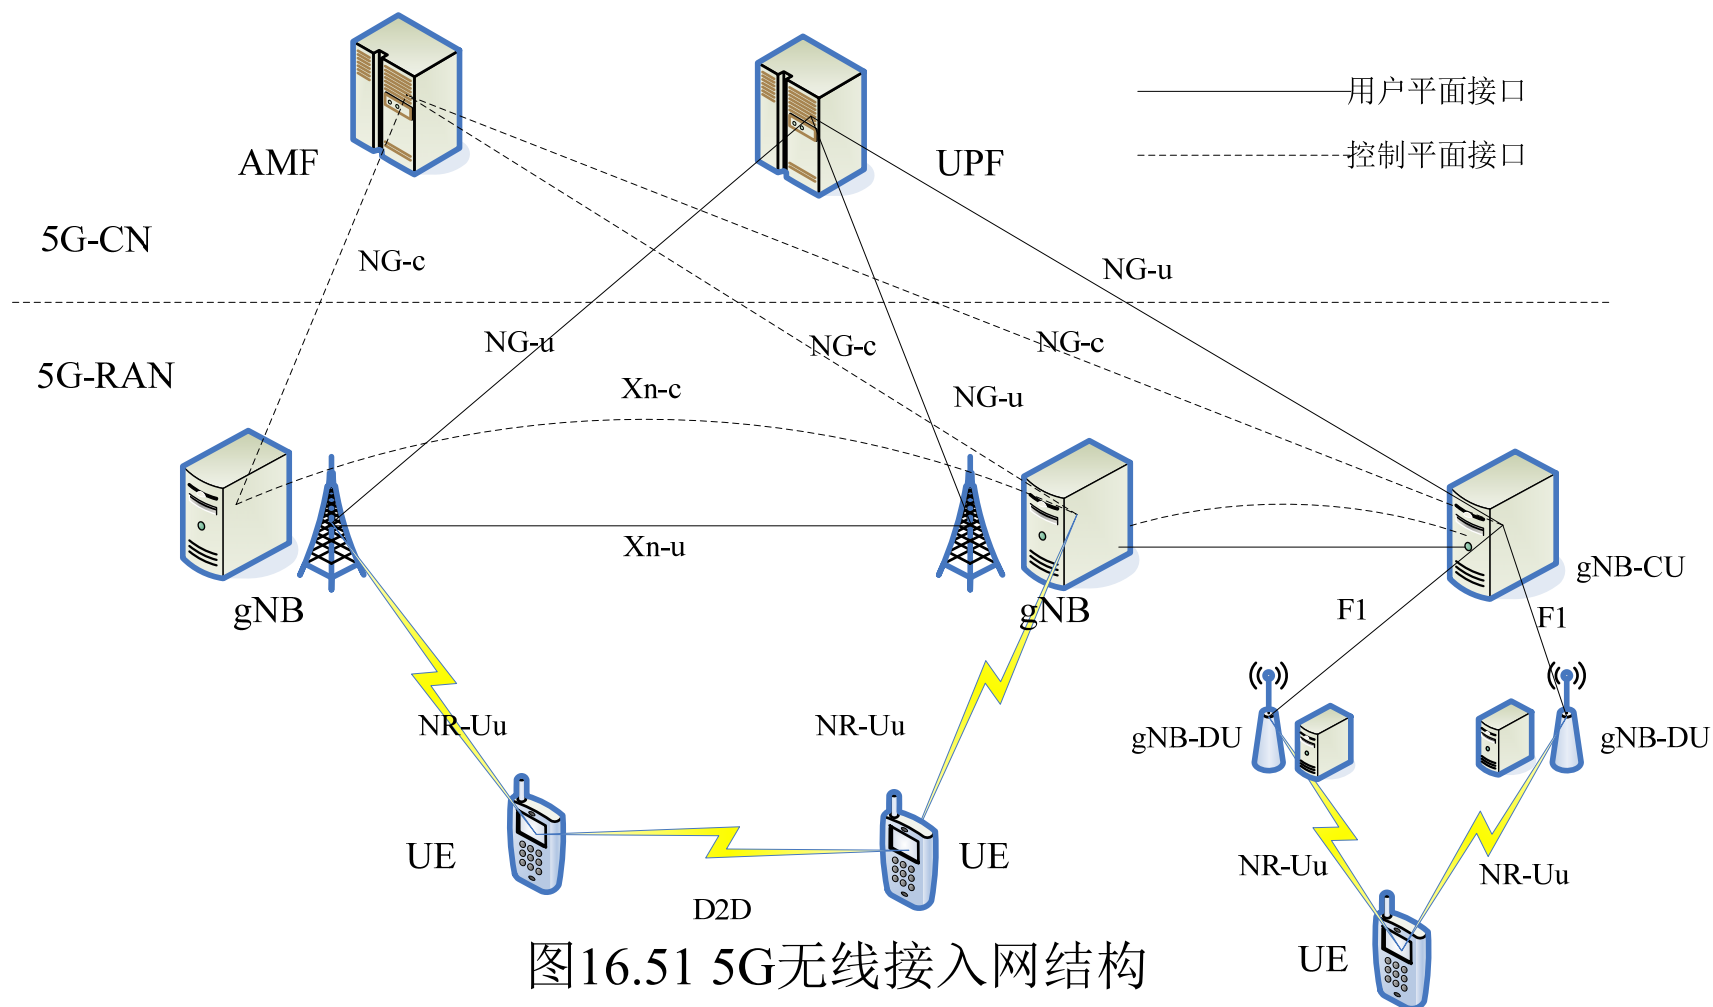 用户平面接口
控制平面接口
AMF
UPF
5G-CN
NG-c
NG-u
NG-u
NG-c
NG-c
5G-RAN
Xn-c
NG-u
Xn-u
gNB
gNB
gNB-CU
F1
F1
NR-Uu
NR-Uu
gNB-DU
gNB-DU
UE
UE
NR-Uu
NR-Uu
D2D
UE
图16.51 5G无线接入网结构